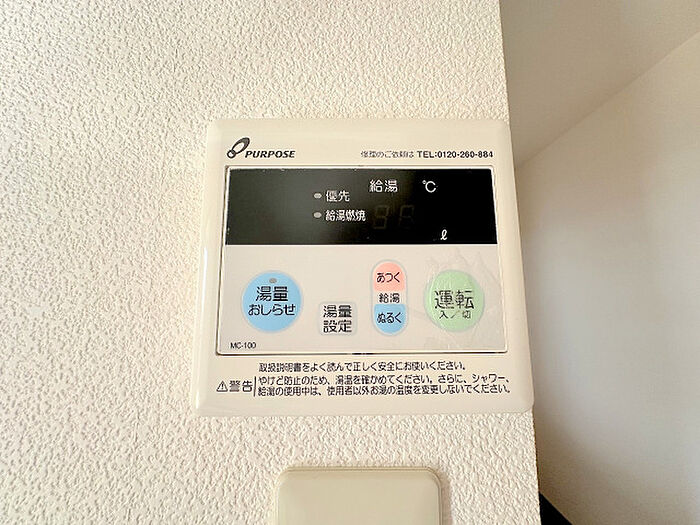 PURPOSE
修理のご依頼は TEL:0120-260-884
給湯 ℃
優先
給湯燃焼
ℓ
湯量
おしらせ
湯量
設定
あつく
給湯
ぬるく
運転
入/切
MC-100
取扱説明書をよく読んで正しく安全にお使いください。
⚠警告
やけど防止のため、湯温を確かめてください。さらに、シャワー、
給湯の使用中は、使用者以外お湯の温度を変更しないでください。